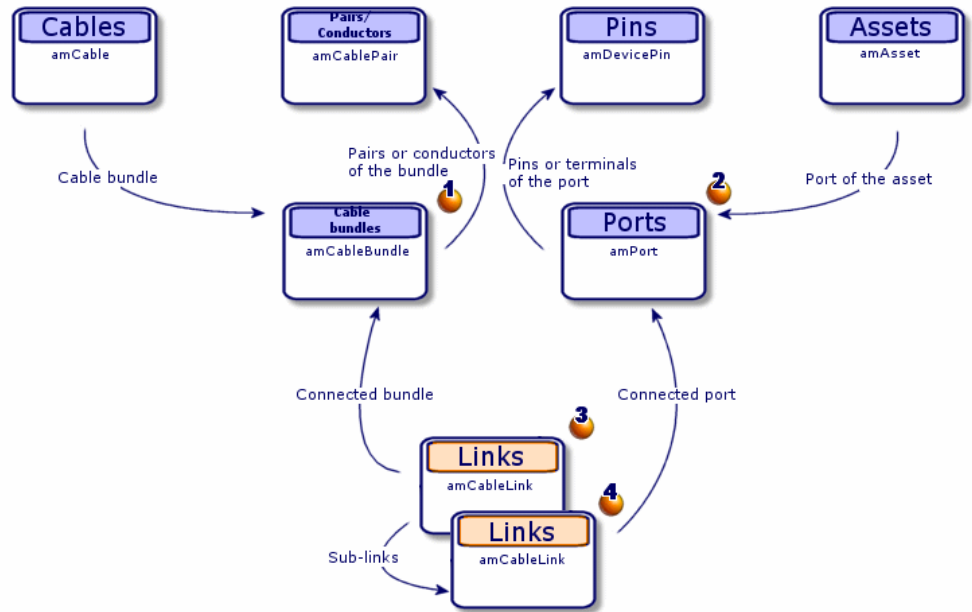 Cables
amCable
Pairs/
Conductors
amCablePair
Pins
amDevicePin
Assets
amAsset
Cable bundle
Pairs or conductors
of the bundle
Pins or terminals
of the port
Port of the asset
1
2
Cable
bundles
amCableBundle
Ports
amPort
Connected bundle
Connected port
3
Links
amCableLink
4
Links
amCableLink
Sub-links